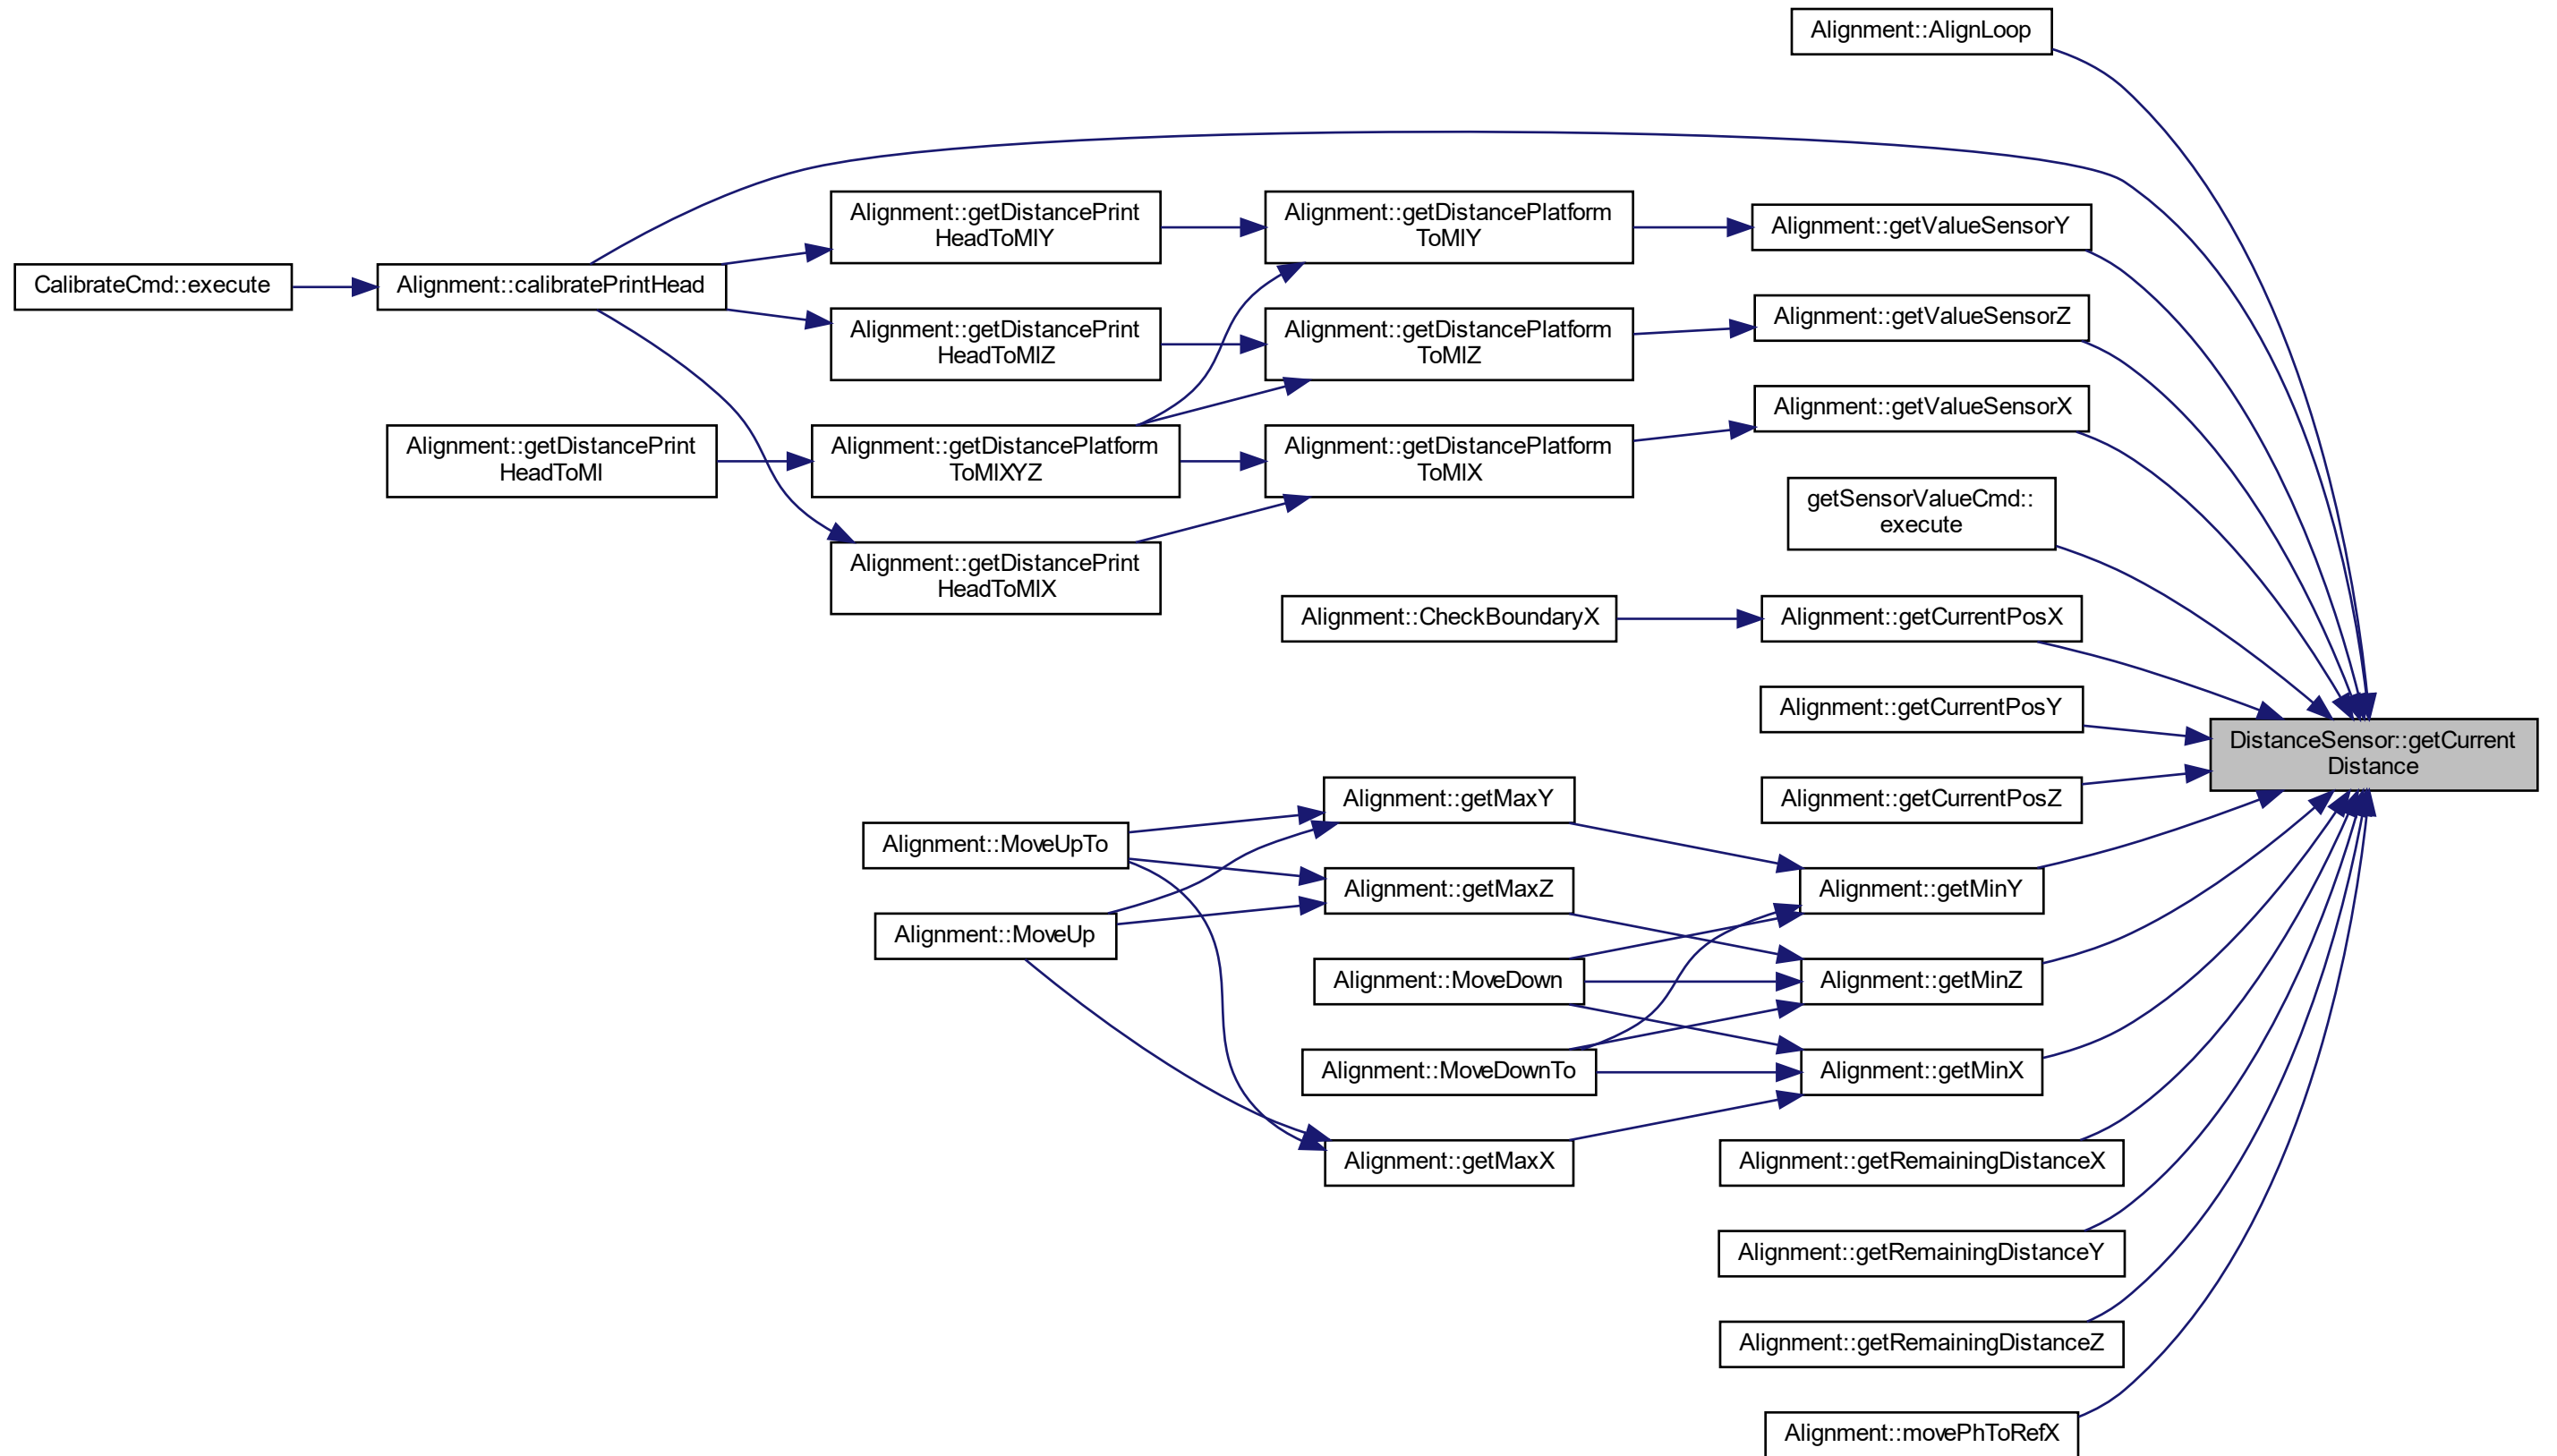 Alignment::AlignLoop
Alignment::getDistancePrint
HeadToMIY
Alignment::getDistancePlatform
ToMIY
Alignment::getValueSensorY
CalibrateCmd::execute
Alignment::calibratePrintHead
Alignment::getDistancePrint
HeadToMIZ
Alignment::getDistancePlatform
ToMIZ
Alignment::getValueSensorZ
Alignment::getValueSensorX
Alignment::getDistancePrint
HeadToMI
Alignment::getDistancePlatform
ToMIXYZ
Alignment::getDistancePlatform
ToMIX
getSensorValueCmd::
execute
Alignment::getDistancePrint
HeadToMIX
Alignment::CheckBoundaryX
Alignment::getCurrentPosX
Alignment::getCurrentPosY
DistanceSensor::getCurrent
Distance
Alignment::getMaxY
Alignment::getCurrentPosZ
Alignment::MoveUpTo
Alignment::getMaxZ
Alignment::getMinY
Alignment::MoveUp
Alignment::MoveDown
Alignment::getMinZ
Alignment::MoveDownTo
Alignment::getMinX
Alignment::getMaxX
Alignment::getRemainingDistanceX
Alignment::getRemainingDistanceY
Alignment::getRemainingDistanceZ
Alignment::movePhToRefX